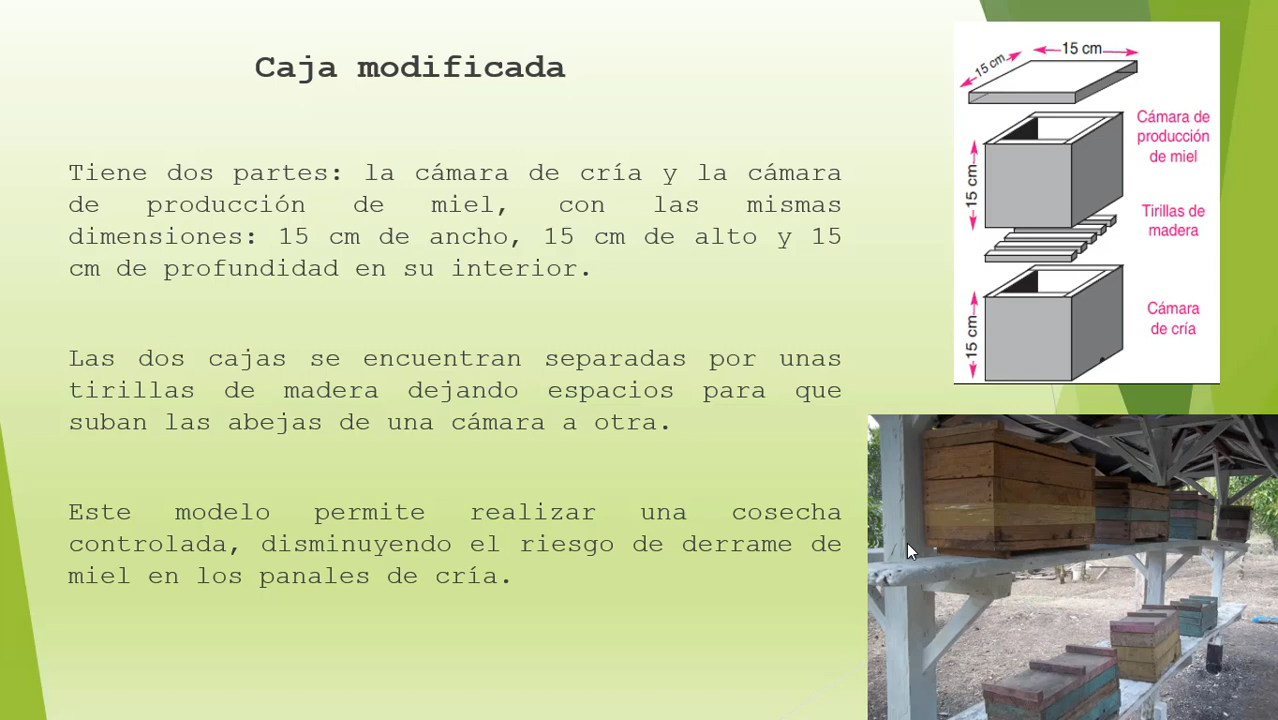 Caja modificada
Tiene dos partes: la cámara de cría y la cámara
de producción de miel, con las mismas
dimensiones: 15 cm de ancho, 15 cm de alto y 15
cm de profundidad en su interior.
Las dos cajas se encuentran separadas por unas
tirillas de madera dejando espacios para que
suban las abejas de una cámara a otra.
Este modelo permite realizar una cosecha
controlada, disminuyendo el riesgo de derrame de
miel en los panales de cría.
15 cm
15 cm
Cámara de
producción
de miel
15 cm
Tirillas de
madera
Cámara
de cría
15 cm